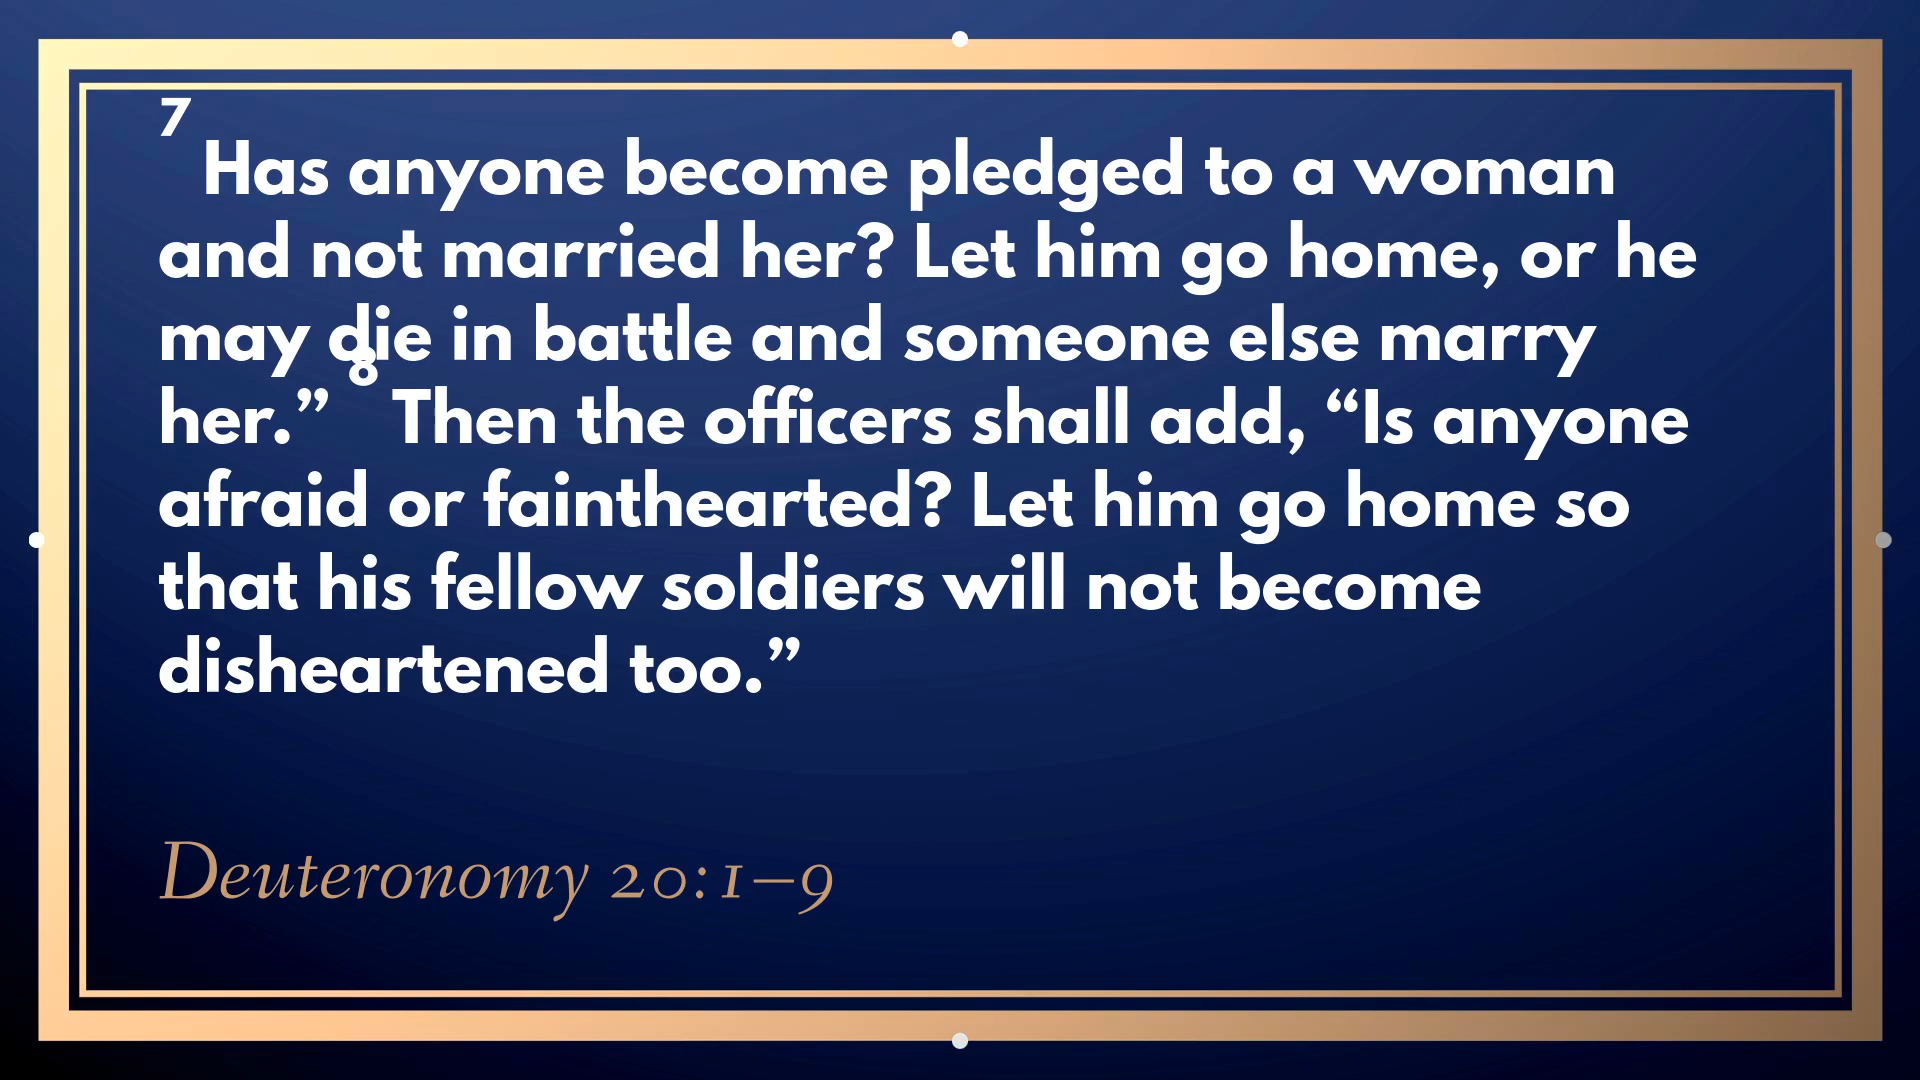 7 Has anyone become pledged to a woman
and not married her? Let him go home, or he
may die in battle and someone else marry
her.” 8 Then the officers shall add, “Is anyone
afraid or fainthearted? Let him go home so
that his fellow soldiers will not become
disheartened too.”
Deuteronomy 20:1–9